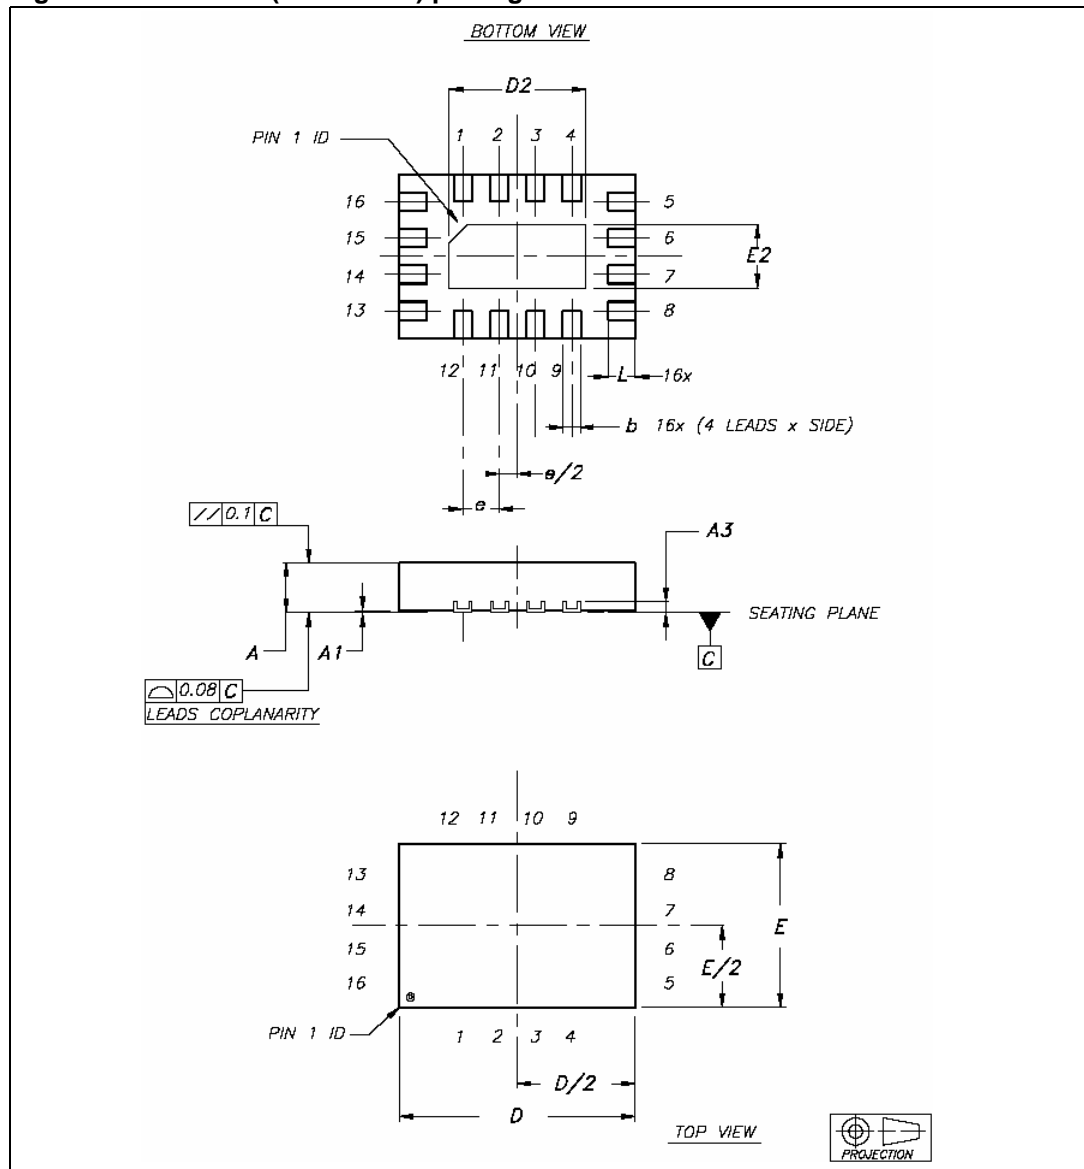 BOTTOM VIEW
D2
PIN 1 ID
1 2 3 4
16 5
15 6
E2
14 7
13 8
12 11 10 9 L 16x
b 16x (4 LEADS x SIDE)
e/2
e
// 0.1 C
A3
SEATING PLANE
A A1
C
0.08 C
LEADS COPLANARITY
12 11 10 9
13 8
14 7
E
15 6
E/2
16 5
PIN 1 ID
1 2 3 4
D/2
D
TOP VIEW
PROJECTION